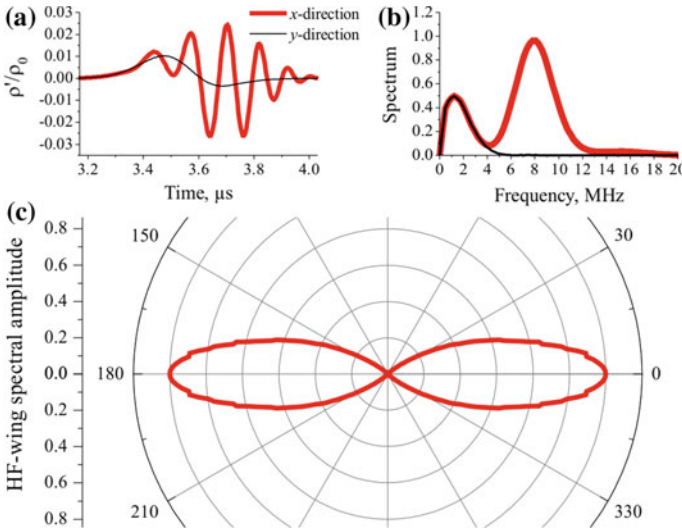 (a)
x-direction
y-direction
0.03
0.02
0.01
0.00
-0.01
-0.02
-0.03
ρ'/ρ0
3.2 3.4 3.6 3.8 4.0
Time, μs
(b)
1.2
1.0
0.8
0.6
0.4
0.2
0.0
Spectrum
0 2 4 6 8 10 12 14 16 18 20
Frequency, MHz
(c)
HF-wing spectral amplitude
0.8
0.6
0.4
0.2
0.0
0.2
0.4
0.6
0.8
150 30
180 0
210 330